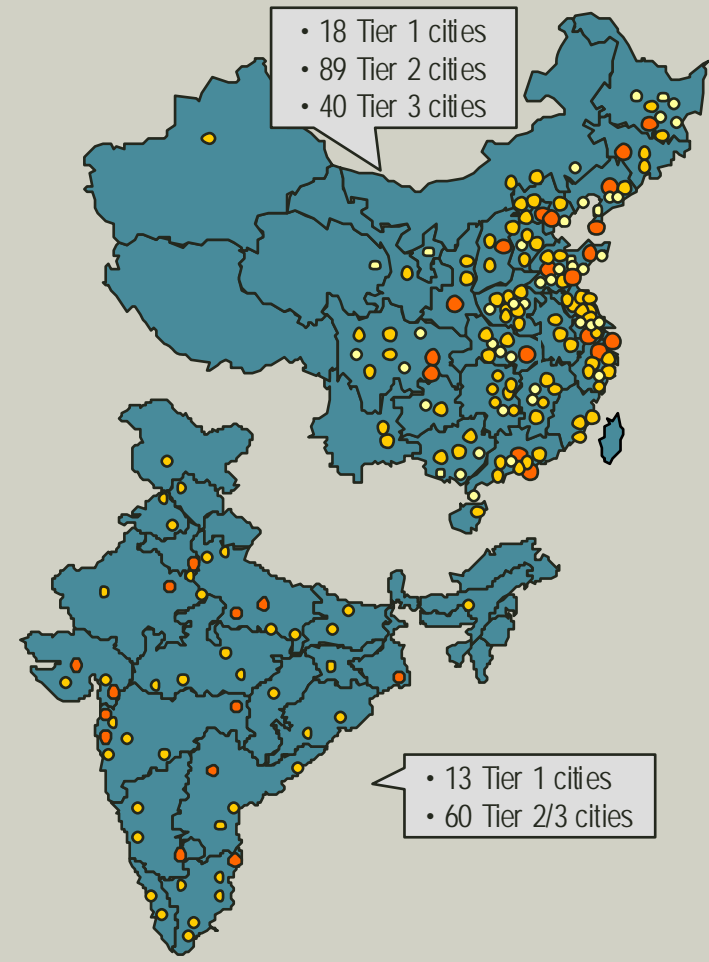 • 18 Tier 1 cities
• 89 Tier 2 cities
• 40 Tier 3 cities
• 13 Tier 1 cities
• 60 Tier 2/3 cities